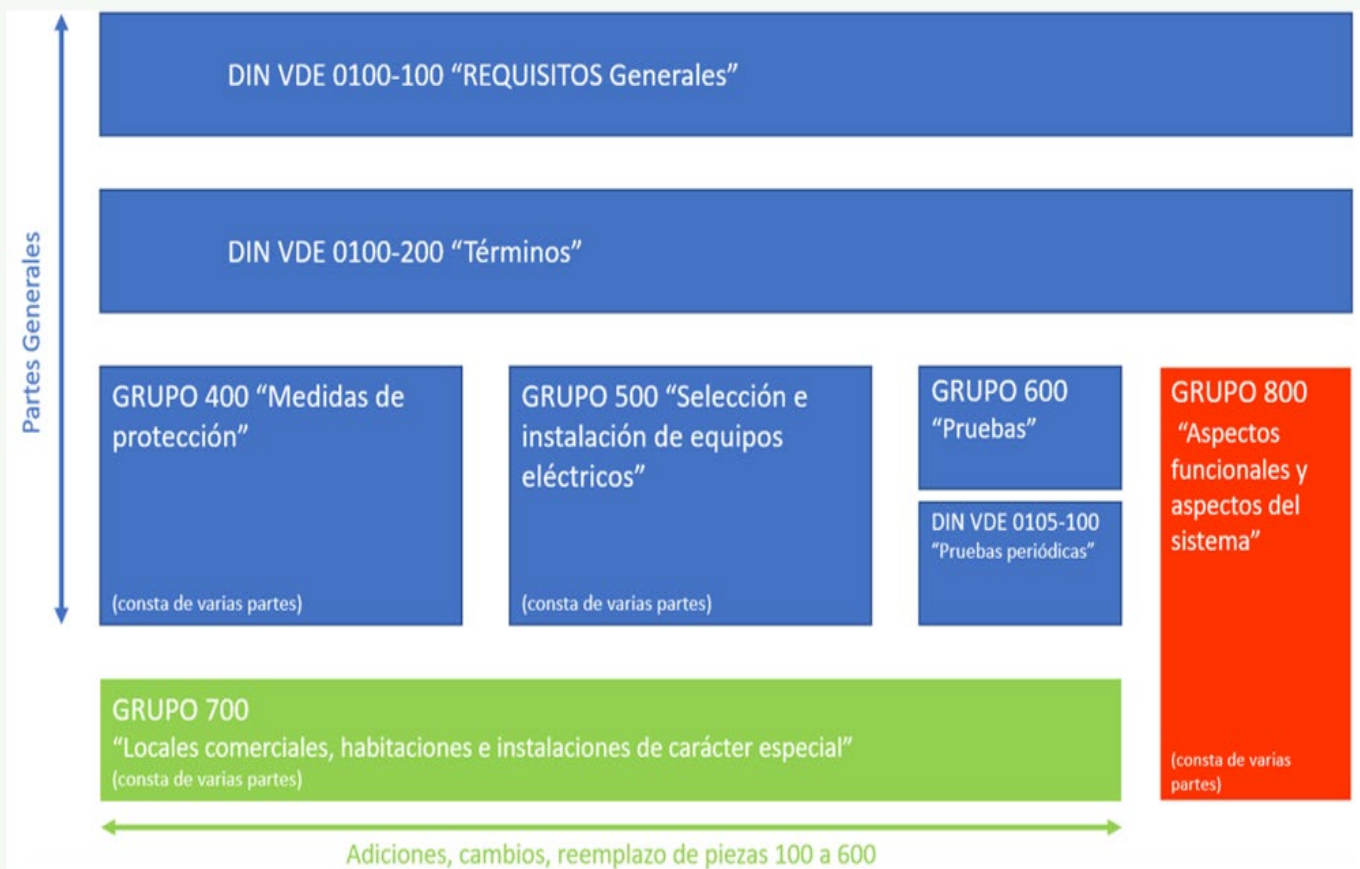 Partes Generales
DIN VDE 0100-100 “REQUISITOS Generales”
DIN VDE 0100-200 “Términos”
GRUPO 400 “Medidas de
protección”
(consta de varias partes)
GRUPO 500 “Selección e
instalación de equipos
eléctricos”
(consta de varias partes)
GRUPO 600
“Pruebas”
DIN VDE 0105-100
“Pruebas periódicas”
GRUPO 800
“Aspectos
funcionales y
aspectos del
sistema”
(consta de varias
partes)
GRUPO 700
“Locales comerciales, habitaciones e instalaciones de carácter especial”
(consta de varias partes)
Adiciones, cambios, reemplazo de piezas 100 a 600